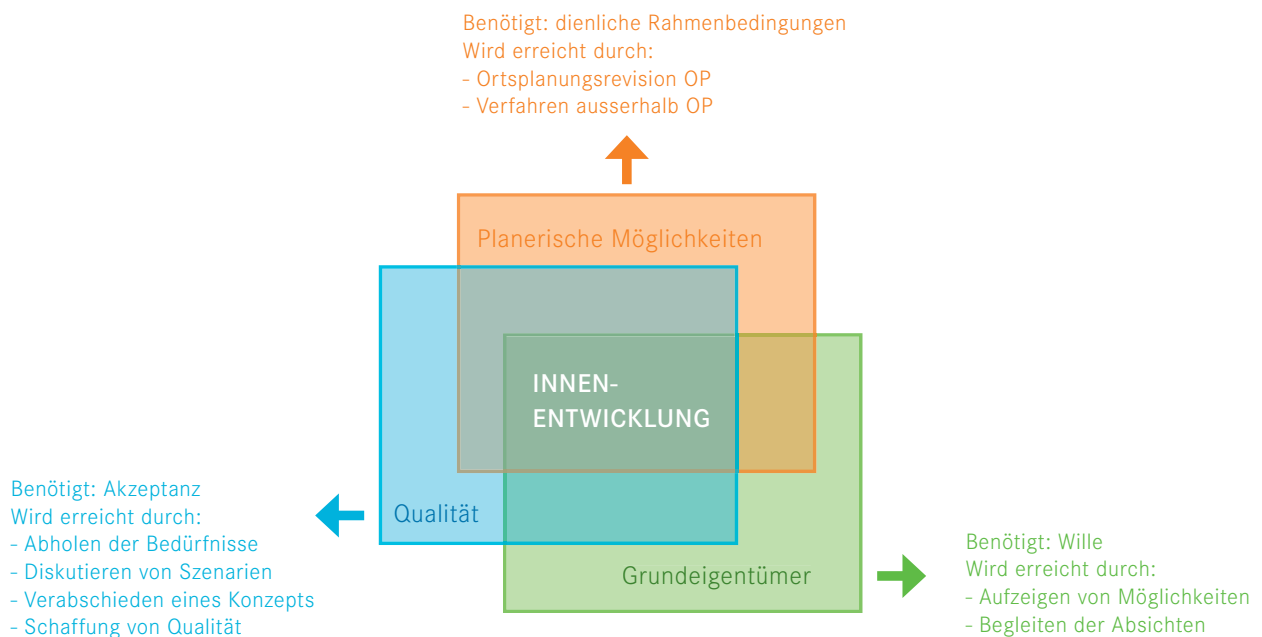 Benötigt: dienliche Rahmenbedingungen
Wird erreicht durch:
- Ortsplanungsrevision OP
- Verfahren ausserhalb OP
Planerische Möglichkeiten
INNEN-
ENTWICKLUNG
Qualität
Grundeigentümer
Benötigt: Akzeptanz
Wird erreicht durch:
- Abholen der Bedürfnisse
- Diskutieren von Szenarien
- Verabschieden eines Konzepts
- Schaffung von Qualität
Benötigt: Wille
Wird erreicht durch:
- Aufzeigen von Möglichkeiten
- Begleiten der Absichten